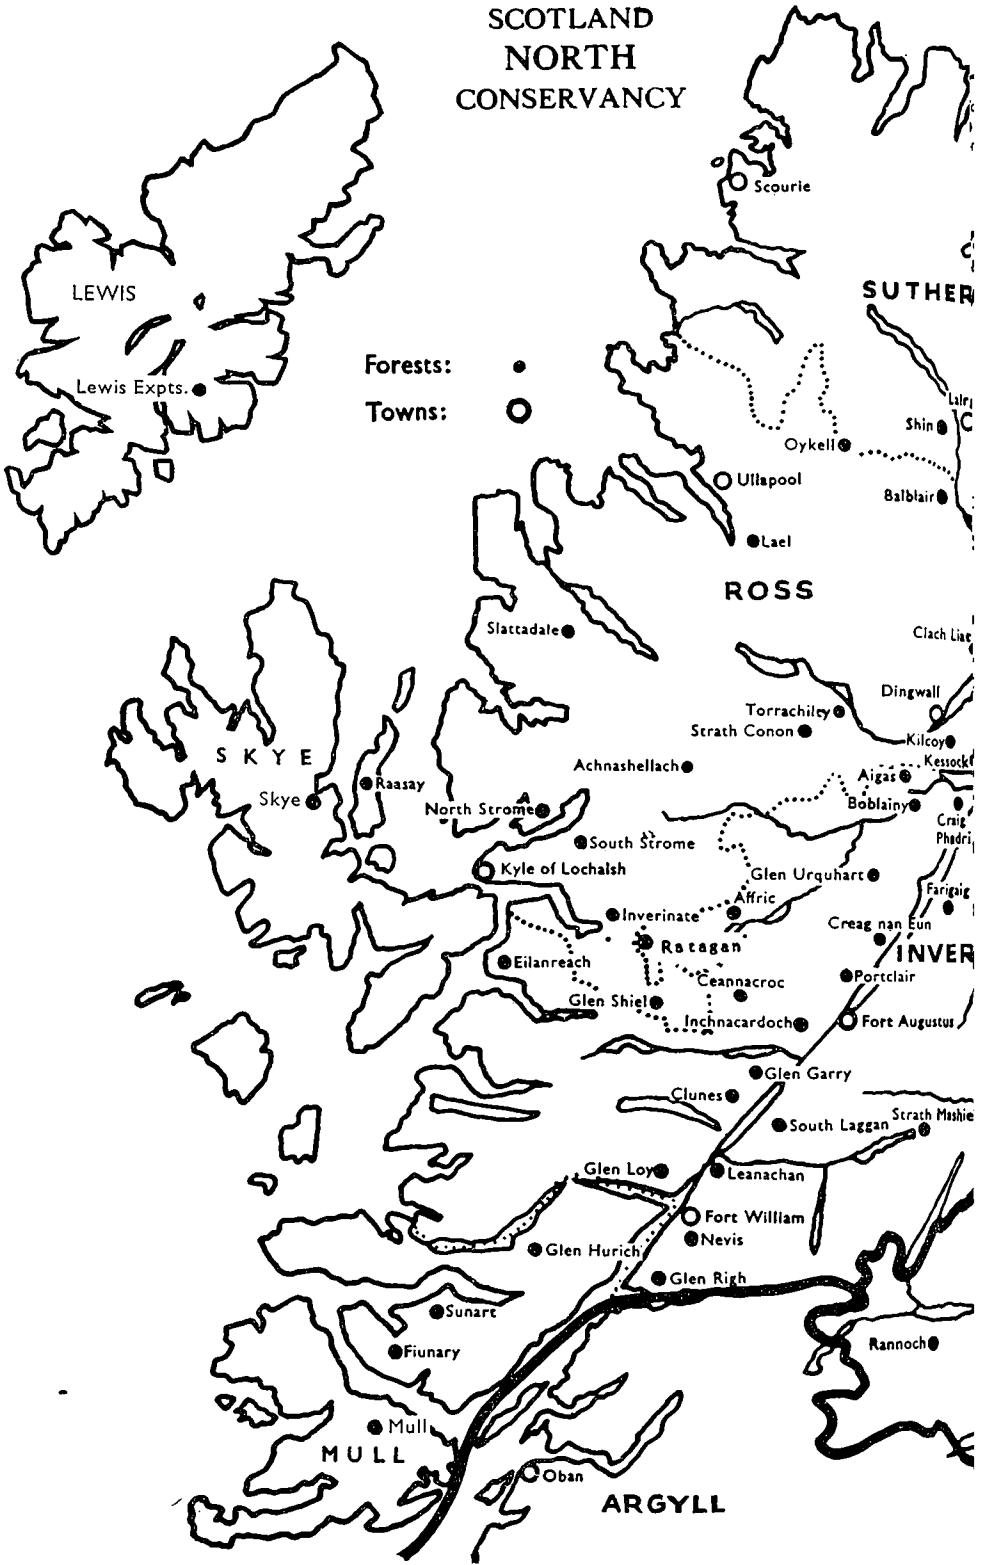 SCOTLAND
NORTH
CONSERVANCY
Scourie
LEWIS
SUTHER
Forests:
Lewis Expts.
Towns:
Shin
Oykell
Ullapool
Balblair
Lael
ROSS
Slattadale
Clach Liat
Dingwall
Torrachilty
Strath Conon
Kilcoy
SKYE
Kessock
Achnashellach
Aigas
Raasay
Skye
Boblainy
North Strome
Craig
Phadri
South Strome
Kyle of Lochalsh
Glen Urquhart
Affric
Farigaig
Inverinate
Creag nan Eun
Ratagan
INVER
Eilanreach
Portclair
Ceannacroc
Glen Shiel
Inchnacardoch
Fort Augustus
Glen Garry
Clunes
Strath Mashie
South Laggan
Glen Loy
Leanachan
Fort William
Nevis
Glen Hurich
Glen Righ
Sunart
Rannoch
Fiunary
Mull
MULL
Oban
ARGYLL